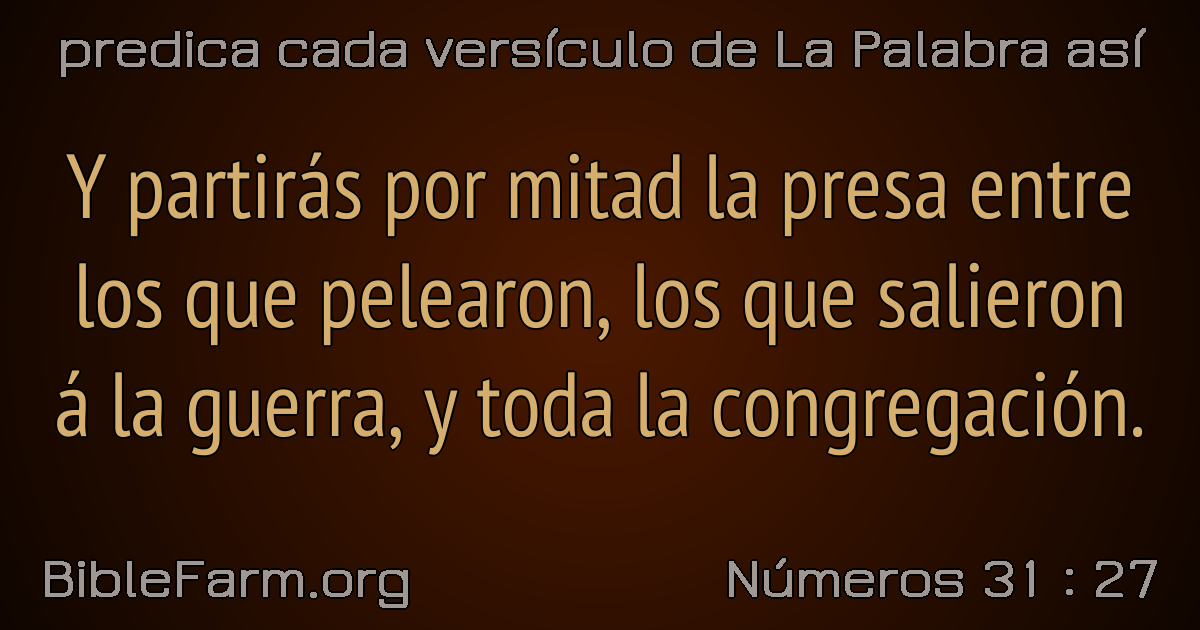 predica cada versículo de La Palabra así
Y partirás por mitad la presa entre
los que pelearon, los que salieron
á la guerra, y toda la congregación.
BibleFarm.org
Números 31 : 27